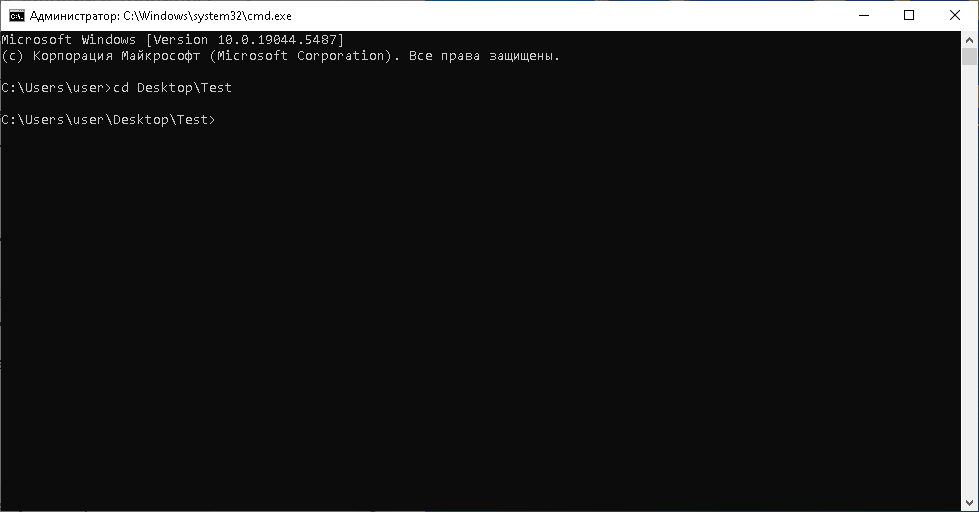 Администратор: C:\Windows\system32\cmd.exe
Microsoft Windows [Version 10.0.19044.5487]
(c) Корпорация Майкрософт (Microsoft Corporation). Все права защищены.
C:\Users\user>cd Desktop\Test
C:\Users\user\Desktop\Test>